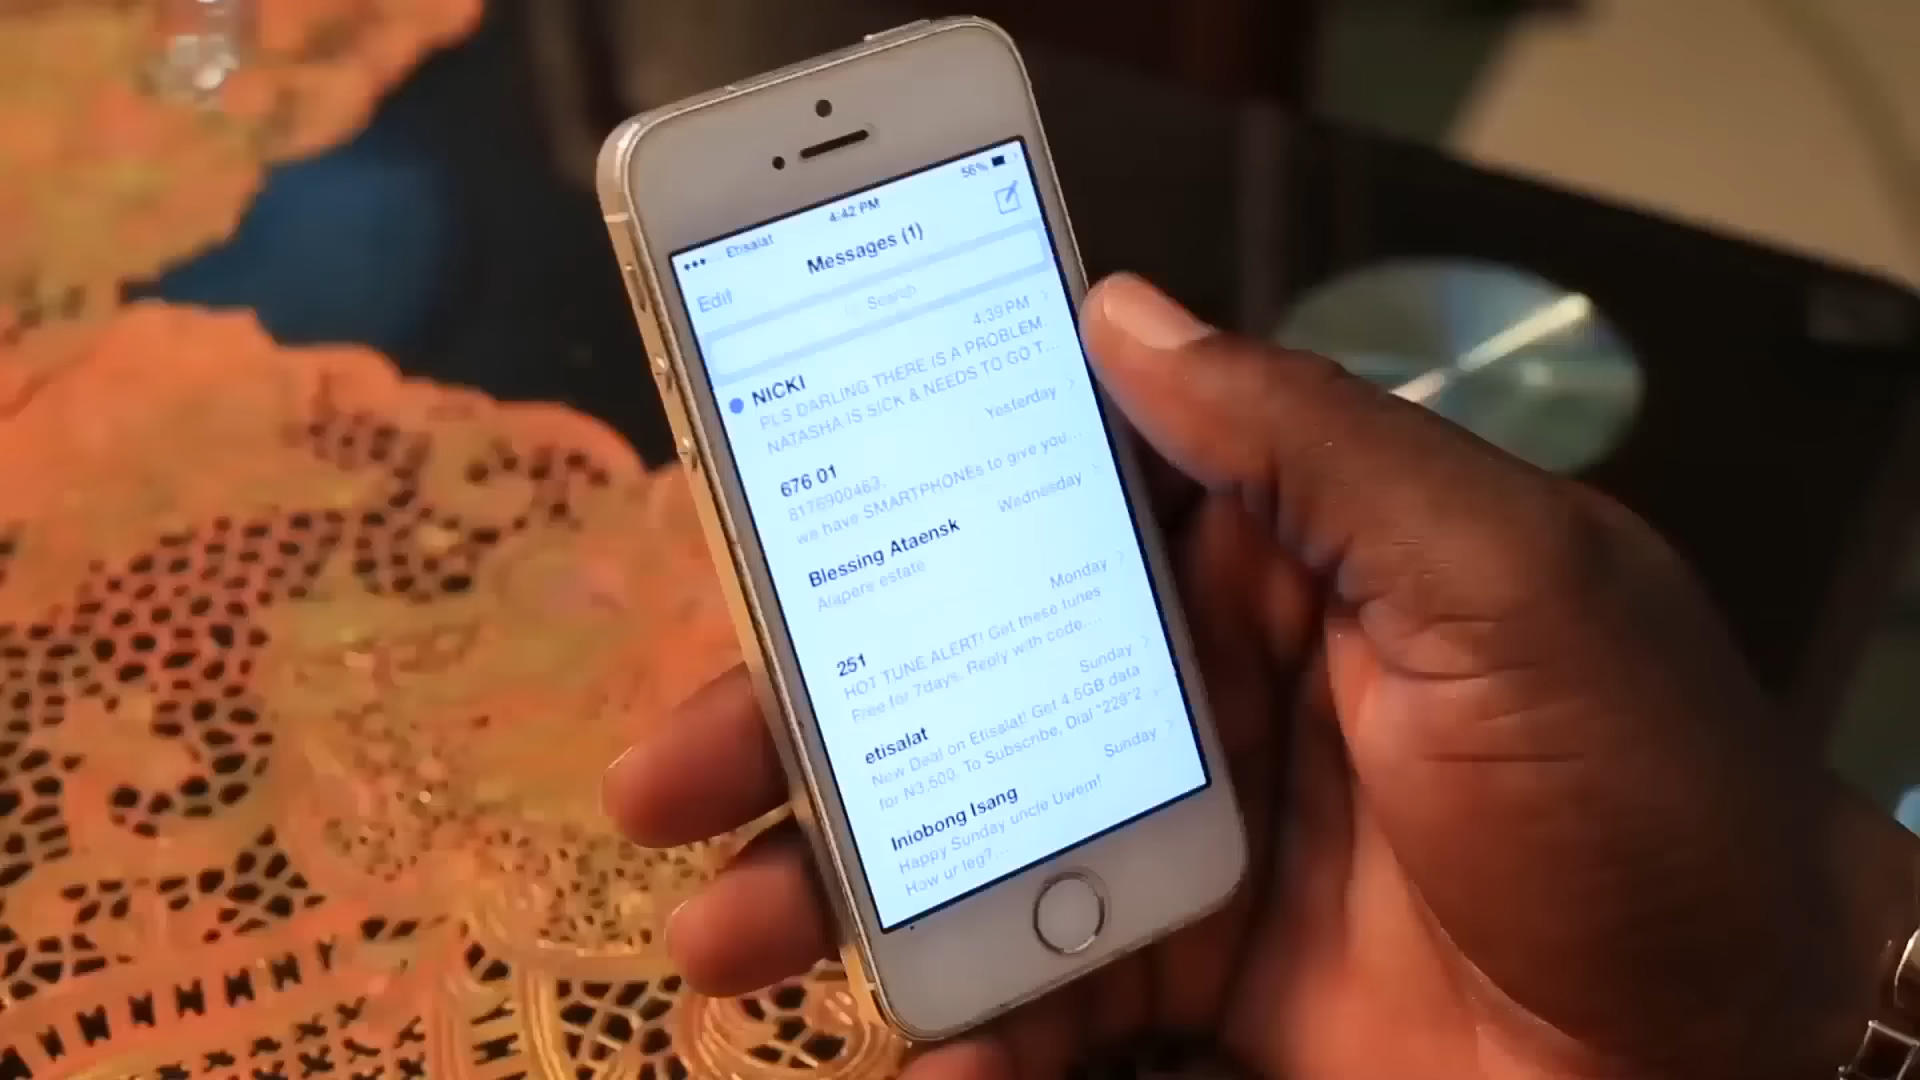 Etisalat 4:42 PM 56%
Edit Messages (1)
Search
NICKI 4:39 PM
PLS DARLING THERE IS A PROBLEM.
NATASHA IS SICK & NEEDS TO GO T...
676 01 Yesterday
8176900463,
we have SMARTPHONEs to give you...
Blessing Ataensk Wednesday
Alapere estate
251 Monday
HOT TUNE ALERT! Get these tunes
Free for 7days. Reply with code....
etisalat Sunday
New Deal on Etisalat! Get 4.5GB data
for N3,500. To Subscribe, Dial *229*2
Iniobong Isang Sunday
Happy Sunday uncle Uwem!
How ur leg?...